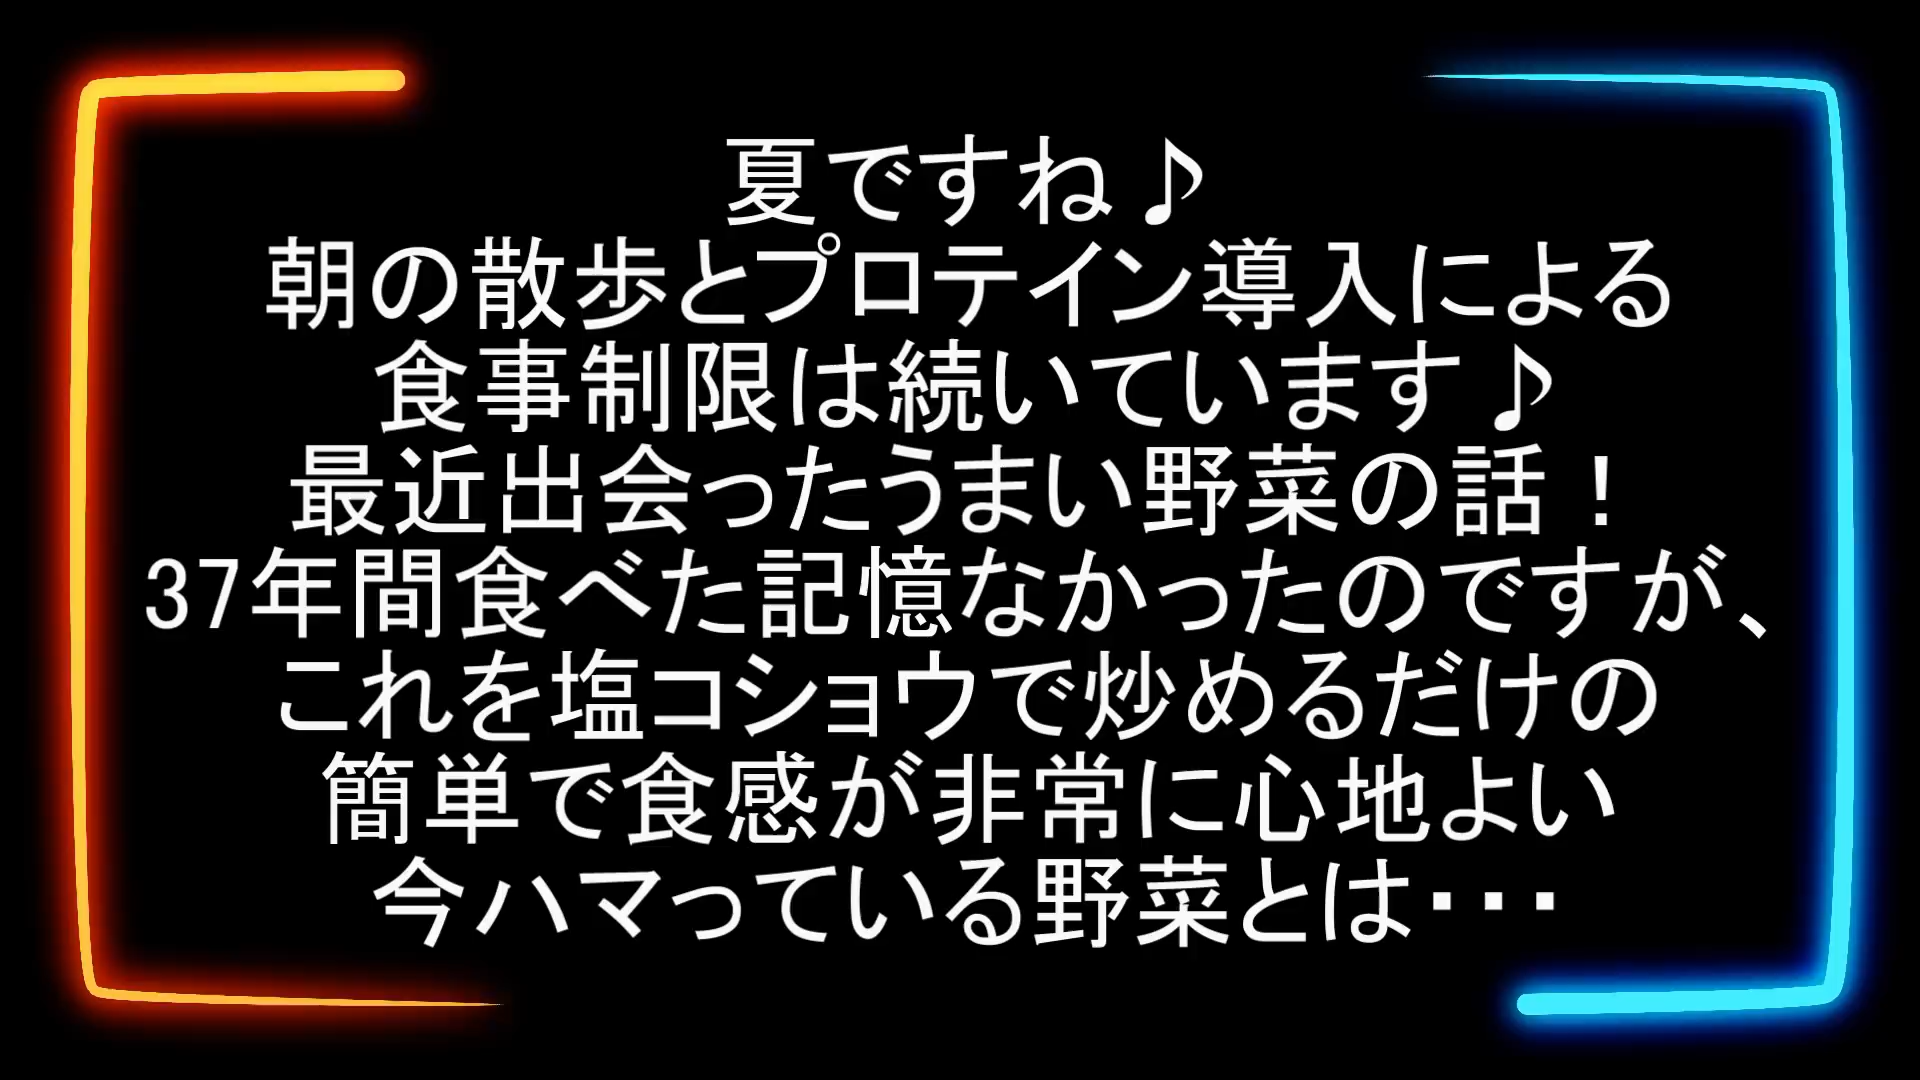 夏ですね♪
朝の散歩とプロテイン導入による
食事制限は続いています♪
最近出会ったうまい野菜の話！
37年間食べた記憶なかったのですが、
これを塩コショウで炒めるだけの
簡単で食感が非常に心地よい
今ハマっている野菜とは・・・